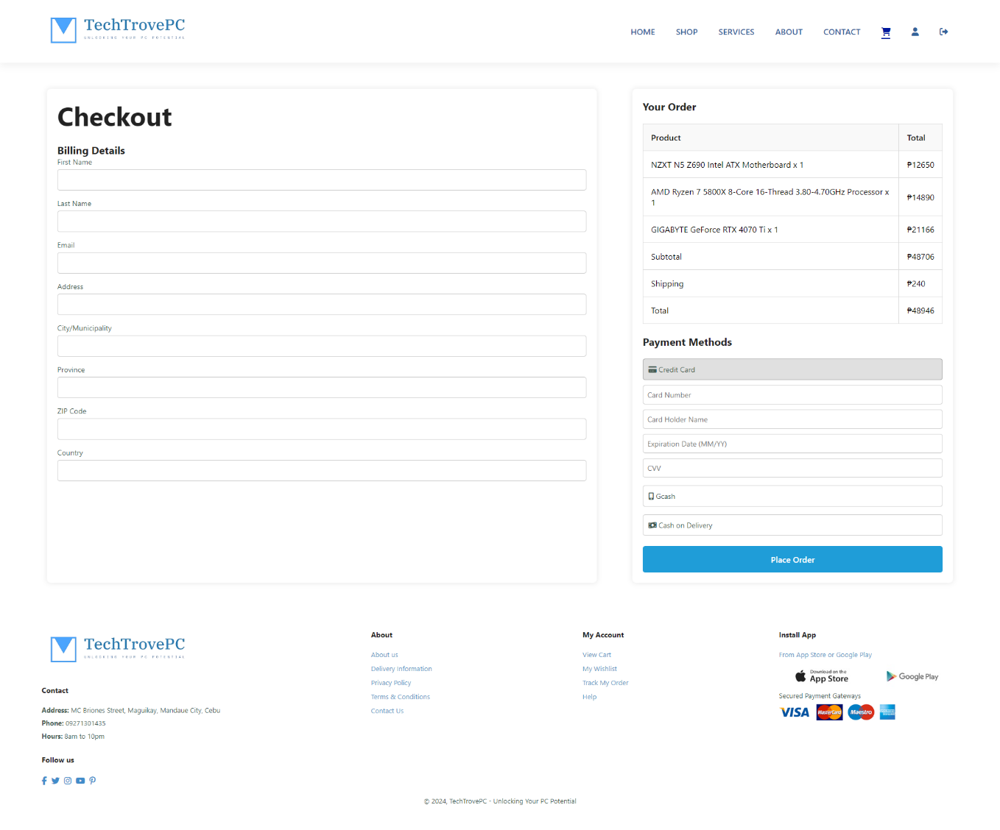 TechTrovePC
UNLOCKING YOUR PC POTENTIAL
HOME SHOP SERVICES ABOUT CONTACT
Checkout
Billing Details
First Name
Last Name
Email
Address
City/Municipality
Province
ZIP Code
Country
Your Order
Product Total
NZXT N5 Z690 Intel ATX Motherboard x 1 ₱12650
AMD Ryzen 7 5800X 8-Core 16-Thread 3.80-4.70GHz Processor x
1 ₱14890
GIGABYTE GeForce RTX 4070 Ti x 1 ₱21166
Subtotal ₱48706
Shipping ₱240
Total ₱48946
Payment Methods
Credit Card
Card Number
Card Holder Name
Expiration Date (MM/YY)
CVV
Gcash
Cash on Delivery
Place Order
TechTrovePC
UNLOCKING YOUR PC POTENTIAL
Contact
Address: MC Briones Street, Maguikay, Mandaue City, Cebu
Phone: 09271301435
Hours: 8am to 10pm
Follow us
About
About us
Delivery Information
Privacy Policy
Terms & Conditions
Contact Us
My Account
View Cart
My Wishlist
Track My Order
Help
Install App
From App Store or Google Play
Download on the
App Store
Google Play
Secured Payment Gateways
VISA MasterCard Maestro
© 2024, TechTrovePC - Unlocking Your PC Potential